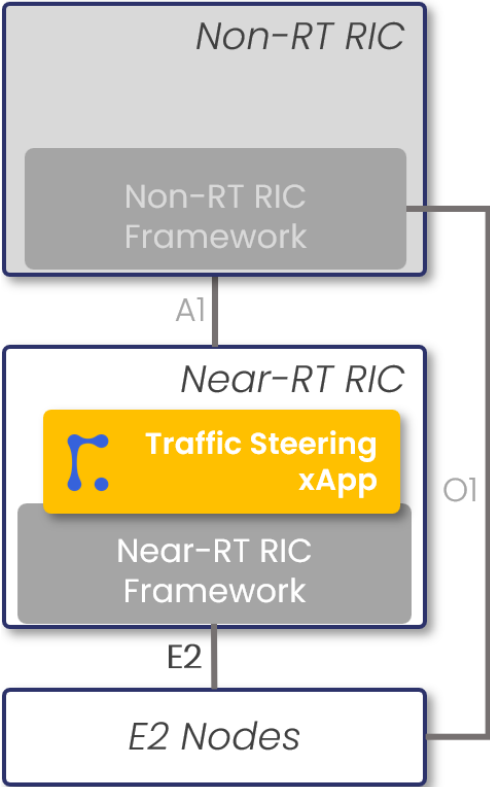 Non-RT RIC
Non-RT RIC
Framework
A1
Near-RT RIC
Traffic Steering
xApp
O1
Near-RT RIC
Framework
E2
E2 Nodes